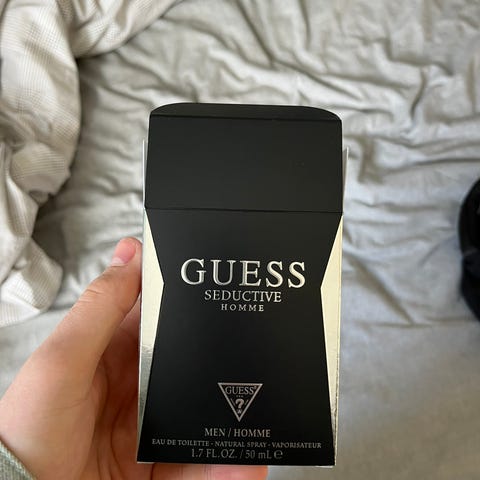 GUESS
SEDUCTIVE
HOMME
GUESS
?
MEN / HOMME
EAU DE TOILETTE - NATURAL SPRAY - VAPORISATEUR
1.7 FL.OZ. / 50 mL e